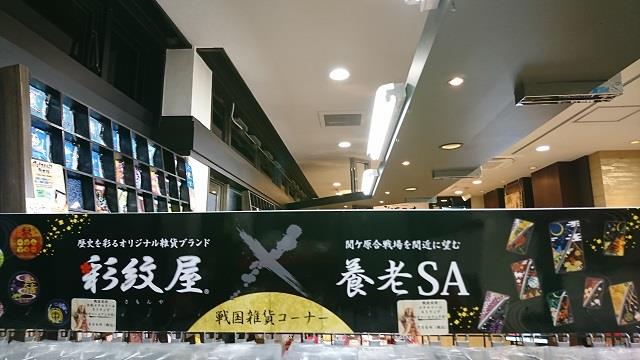 歴史を彩るオリジナル雑貨ブランド
彩紋屋®
さもんや
関ケ原合戦場を間近に望む
養老SA
戦国雑貨コーナー